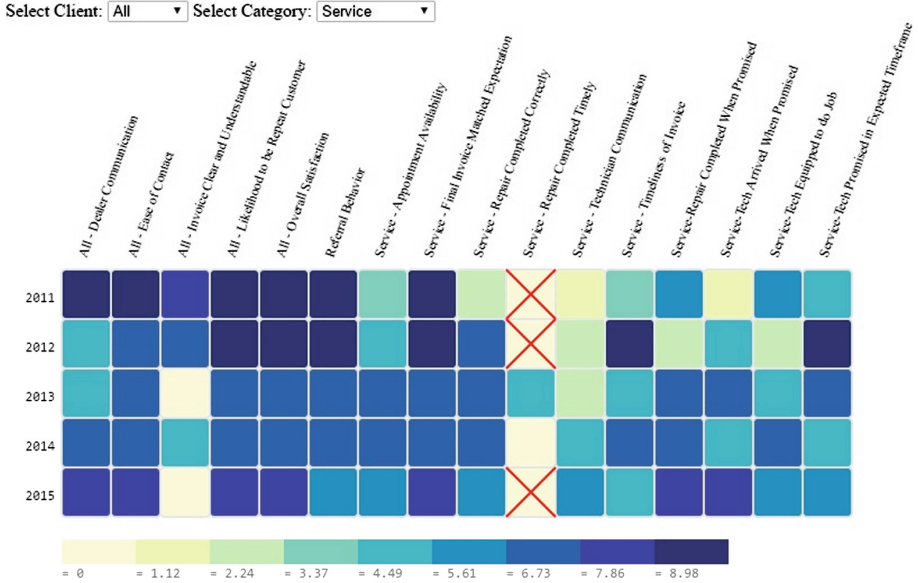 Select Client: All Select Category: Service
All - Dealer Communication
All - Ease of Contact
All - Invoice Clear and Understandable
All - Likelihood to be Repeat Customer
All - Overall Satisfaction
Referral Behavior
Service - Appointment Availability
Service - Final Invoice Matched Expectation
Service - Repair Completed Correctly
Service - Repair Completed Timely
Service - Technician Communication
Service - Timeliness of Invoice
Service-Repair Completed When Promised
Service-Tech Arrived When Promised
Service-Tech Equipped to do Job
Service-Tech Promised in Expected Timeframe
2011
2012
2013
2014
2015
= 0 = 1.12 = 2.24 = 3.37 = 4.49 = 5.61 = 6.73 = 7.86 = 8.98